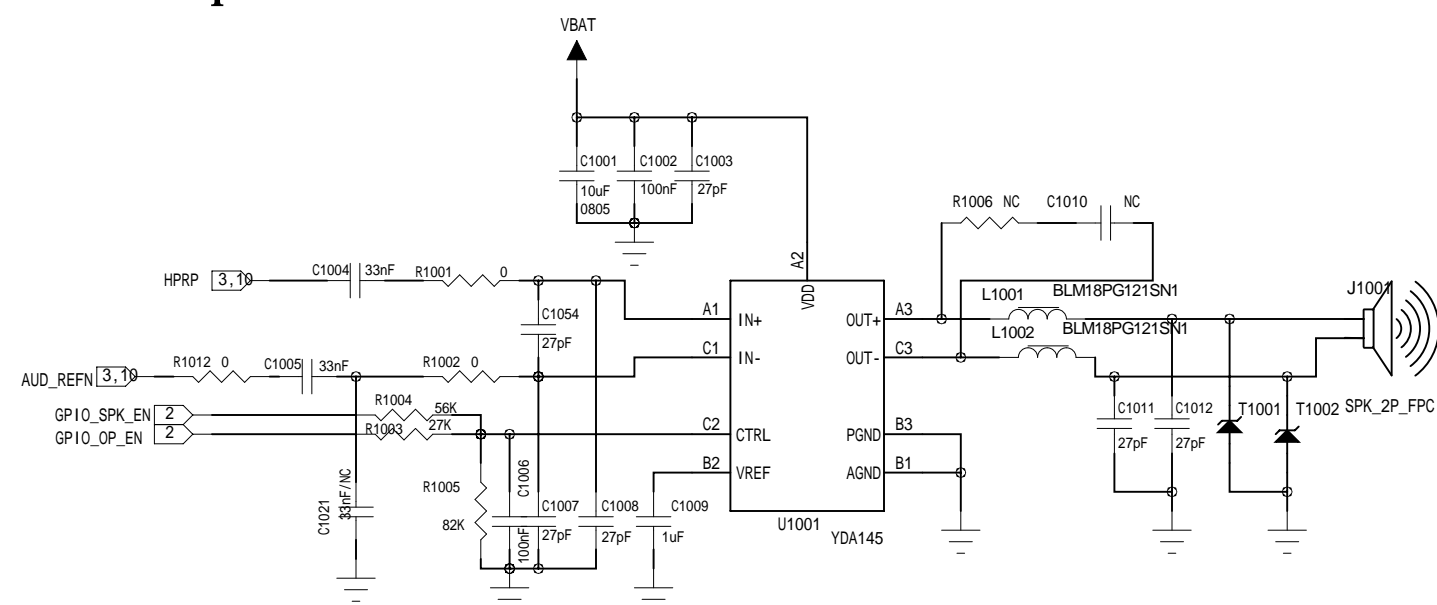 VBAT
C1001
10uF
0805
C1002
100nF
C1003
27pF
R1006 NC
C1010
NC
A2
VDD
HPRP
3,10
C1004
33nF
R1001
0
C1054
27pF
A1
IN+
C1
IN-
OUT+
A3
OUT-
C3
L1001
BLM18PG121SN1
L1002
BLM18PG121SN1
J1001
SPK_2P_FPC
AUD_REFN
3,10
R1012 0
C1005
33nF
R1002 0
GPIO_SPK_EN
2
R1004
56K
GPIO_OP_EN
2
R1003
27K
C2
CTRL
B2
VREF
PGND
B3
AGND
B1
C1011
27pF
C1012
27pF
T1001
T1002
C1021
33nF/NC
R1005
82K
C1006
100nF
C1007
27pF
C1008
27pF
C1009
1uF
U1001
YDA145